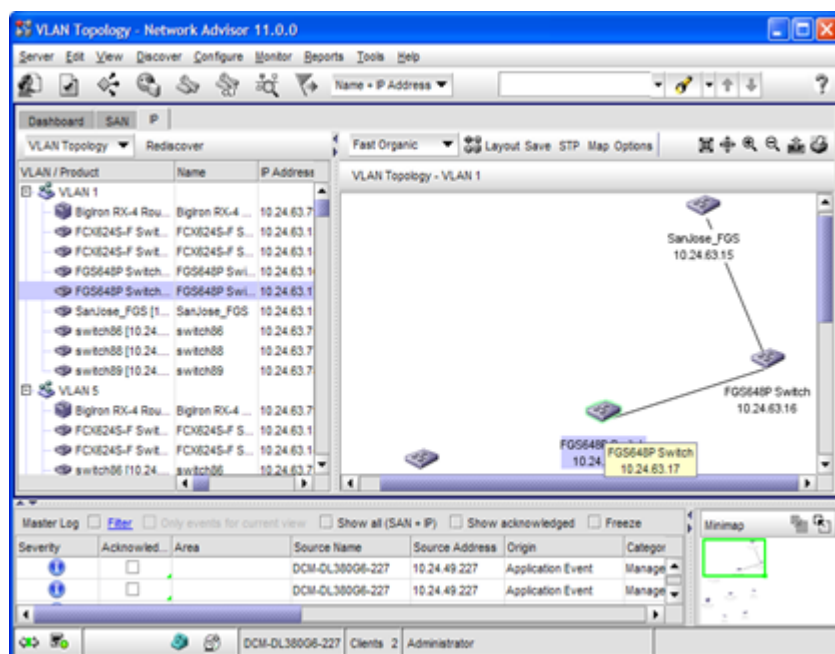 VLAN Topology - Network Advisor 11.0.0
Server Edit View Discover Configure Monitor Reports Tools Help
Name + IP Address
?
Dashboard SAN IP
VLAN Topology Rediscover
Fast Organic Layout Save STP Map Options
VLAN / Product Name IP Address
VLAN Topology - VLAN 1
VLAN 1
BigIron RX-4 Rou... BigIron RX-4 ... 10.24.63.7
FCX624S-F Swit... FCX624S-F S... 10.24.63.1
FCX624S-F Swit... FCX624S-F S... 10.24.63.1
FGS648P Switch... FGS648P Swi... 10.24.63.1
FGS648P Switch... FGS648P Swi... 10.24.63.1
SanJose_FGS [1... SanJose_FGS 10.24.63.1
switch86 [10.24.... switch86 10.24.63.7
switch88 [10.24.... switch88 10.24.63.7
switch89 [10.24.... switch89 10.24.63.7
VLAN 5
BigIron RX-4 Rou... BigIron RX-4 ... 10.24.63.7
FCX624S-F Swit... FCX624S-F S... 10.24.63.1
FCX624S-F Swit... FCX624S-F S... 10.24.63.1
switch86 [10.24.... switch86 10.24.63.7
SanJose_FGS
10.24.63.15
FGS648P Switch
10.24.63.16
FGS648P
10.24.
FGS648P Switch
10.24.63.17
Master Log Filter Only events for current view Show all (SAN + IP) Show acknowledged Freeze
Minimap
Severity Acknowled... Area Source Name Source Address Origin Categor
DCM-DL380G6-227 10.24.49.227 Application Event Manage
DCM-DL380G6-227 10.24.49.227 Application Event Manage
DCM-DL380G6-227 Clients 2 Administrator